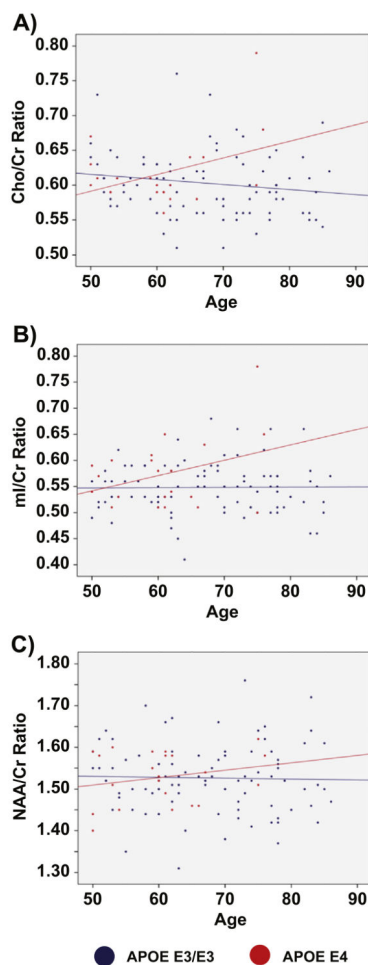 A)
0.80
0.75
0.70
0.65
0.60
0.55
0.50
Cho/Cr Ratio
50 60 70 80 90
Age
B)
0.80
0.75
0.70
0.65
0.60
0.55
0.50
0.45
0.40
mI/Cr Ratio
50 60 70 80 90
Age
C)
1.80
1.70
1.60
1.50
1.40
1.30
NAA/Cr Ratio
50 60 70 80 90
Age
APOE E3/E3 APOE E4